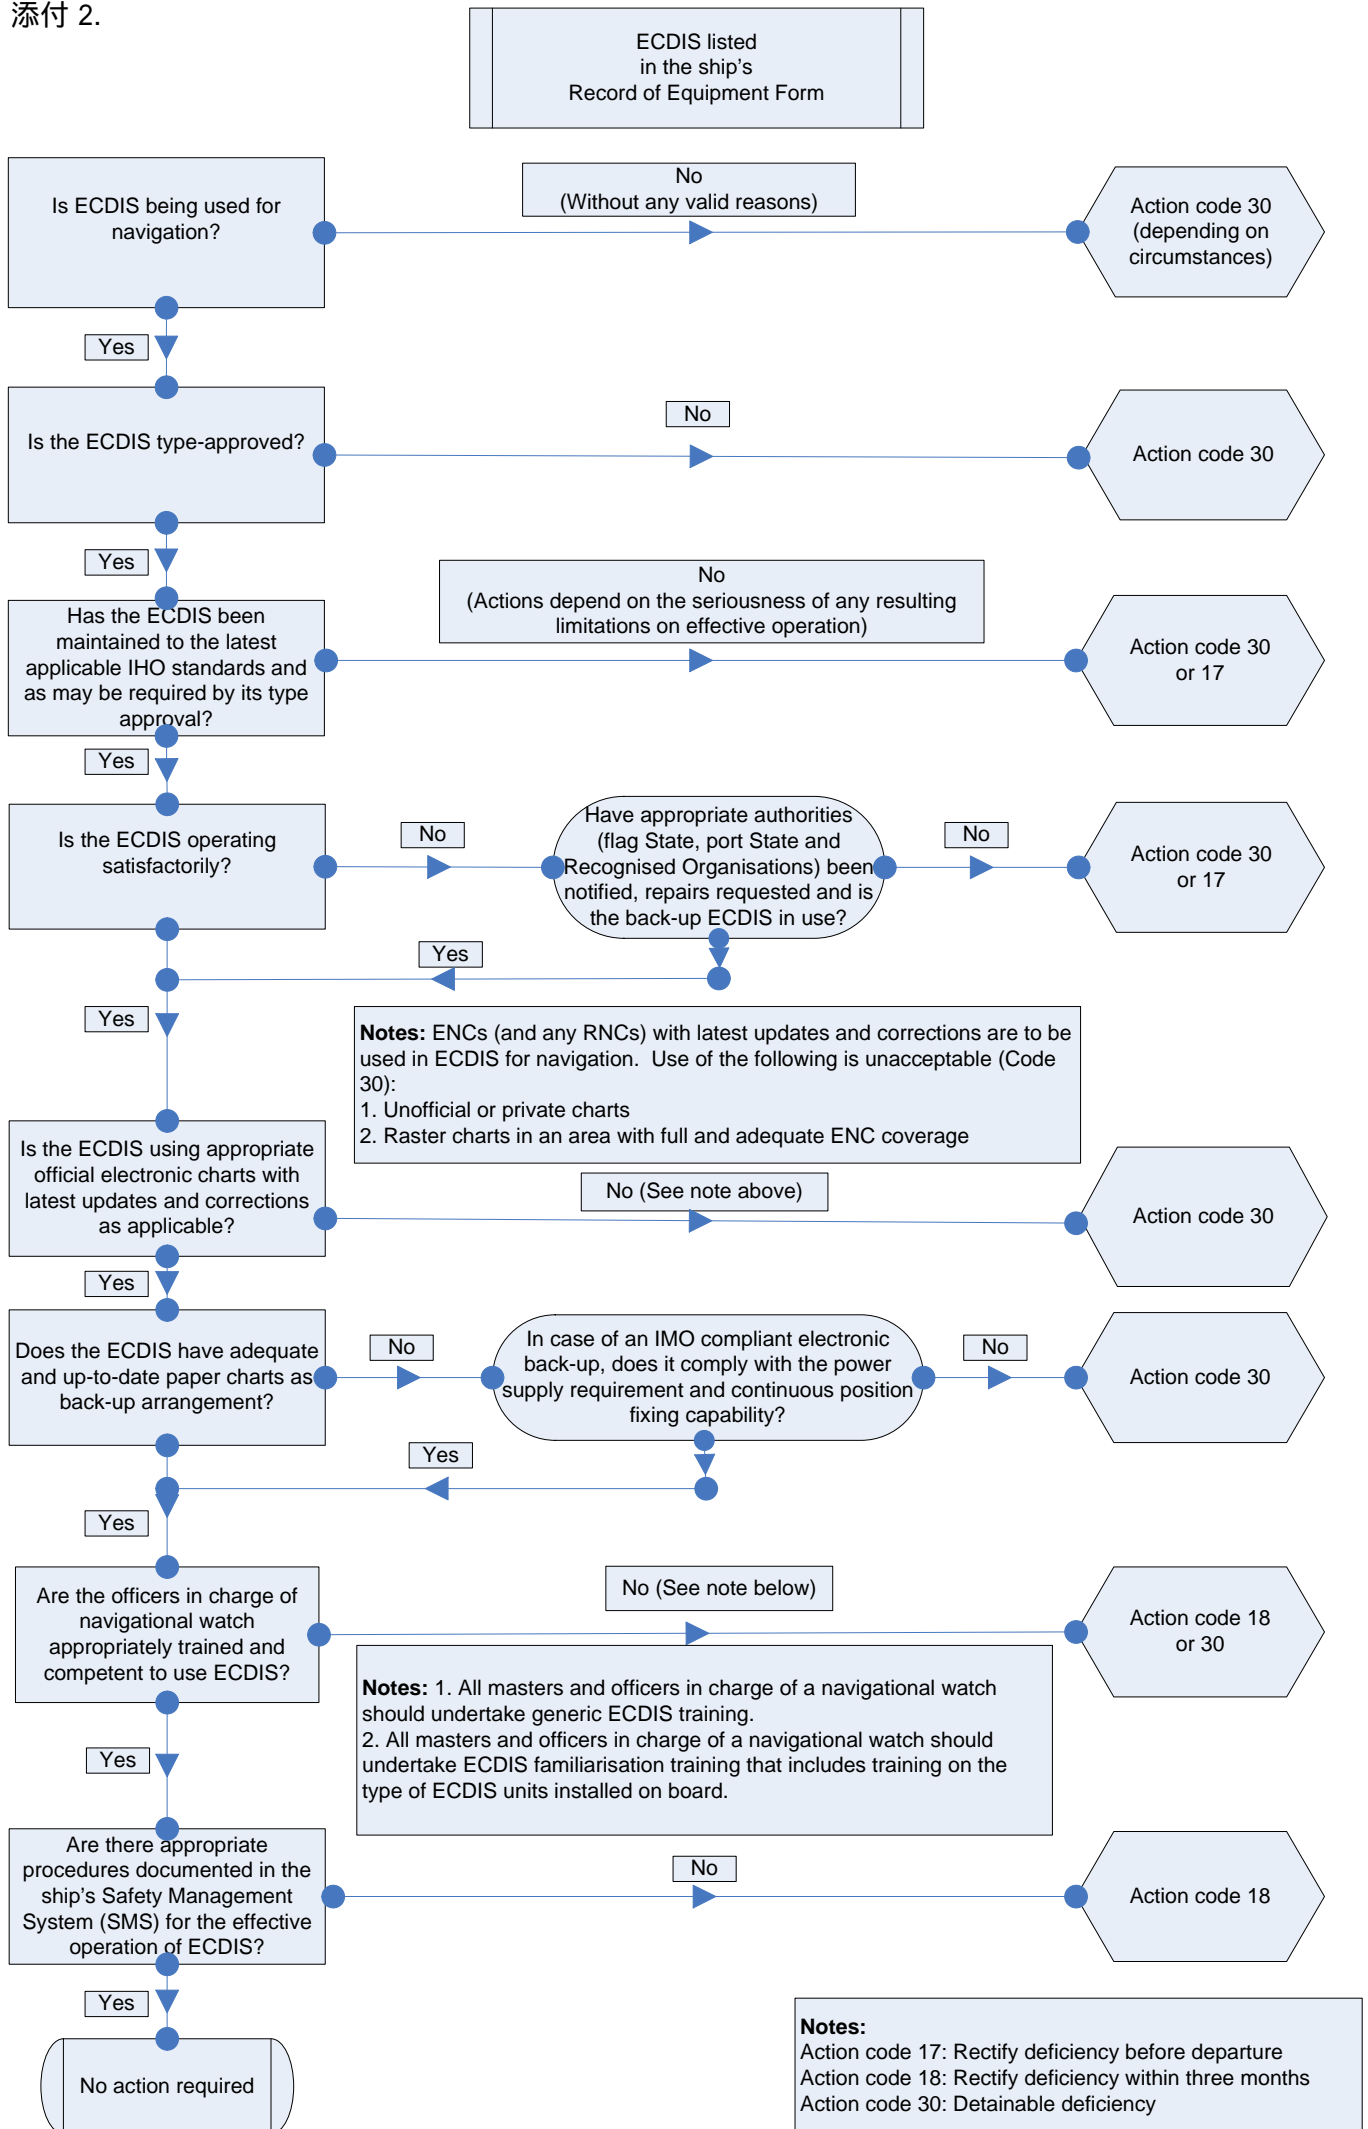 添付 2.
ECDIS listed
in the ship's
Record of Equipment Form
Is ECDIS being used for
navigation?
No
(Without any valid reasons)
Action code 30
(depending on
circumstances)
Yes
Is the ECDIS type-approved?
No
Action code 30
Yes
Has the ECDIS been
maintained to the latest
applicable IHO standards and
as may be required by its type
approval?
No
(Actions depend on the seriousness of any resulting
limitations on effective operation)
Action code 30
or 17
Yes
Is the ECDIS operating
satisfactorily?
No
Have appropriate authorities
(flag State, port State and
Recognised Organisations) been
notified, repairs requested and is
the back-up ECDIS in use?
No
Action code 30
or 17
Yes
Yes
Notes: ENCs (and any RNCs) with latest updates and corrections are to be
used in ECDIS for navigation.  Use of the following is unacceptable (Code
30):
1. Unofficial or private charts
2. Raster charts in an area with full and adequate ENC coverage
Is the ECDIS using appropriate
official electronic charts with
latest updates and corrections
as applicable?
No (See note above)
Action code 30
Yes
Does the ECDIS have adequate
and up-to-date paper charts as
back-up arrangement?
No
In case of an IMO compliant electronic
back-up, does it comply with the power
supply requirement and continuous position
fixing capability?
No
Action code 30
Yes
Yes
Are the officers in charge of
navigational watch
appropriately trained and
competent to use ECDIS?
No (See note below)
Action code 18
or 30
Notes: 1. All masters and officers in charge of a navigational watch
should undertake generic ECDIS training.
2. All masters and officers in charge of a navigational watch should
undertake ECDIS familiarisation training that includes training on the
type of ECDIS units installed on board.
Yes
Are there appropriate
procedures documented in the
ship's Safety Management
System (SMS) for the effective
operation of ECDIS?
No
Action code 18
Yes
No action required
Notes:
Action code 17: Rectify deficiency before departure
Action code 18: Rectify deficiency within three months
Action code 30: Detainable deficiency